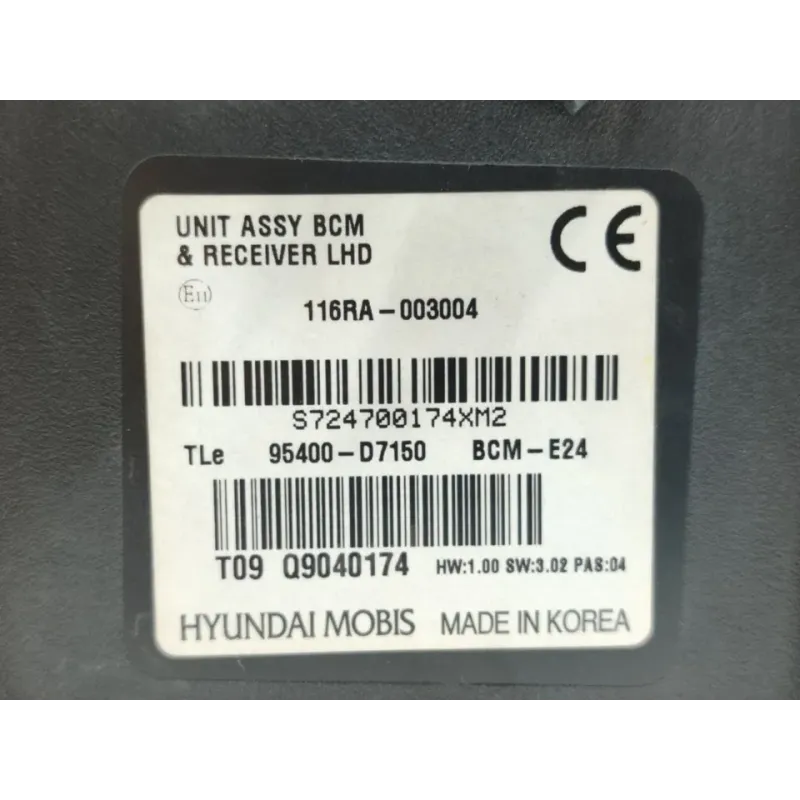 UNIT ASSY BCM
& RECEIVER LHD
CE
E11
116RA-003004
S724700174XM2
TLe 95400-D7150 BCM-E24
T09 Q9040174 HW:1.00 SW:3.02 PAS:04
HYUNDAI MOBIS MADE IN KOREA